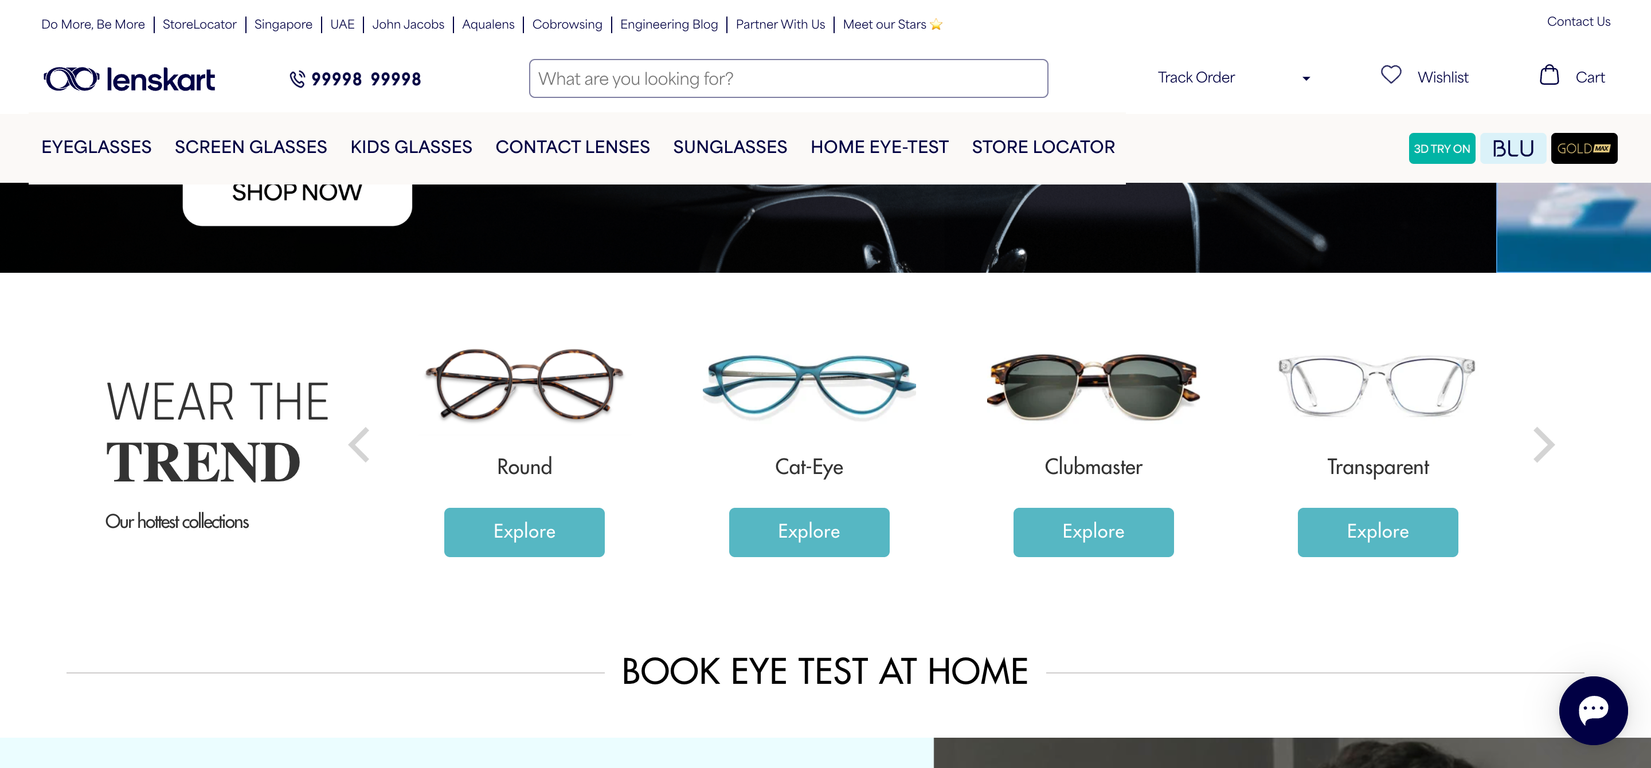 Do More, Be More | StoreLocator | Singapore | UAE | John Jacobs | Aqualens | Cobrowsing | Engineering Blog | Partner With Us | Meet our Stars ⭐
Contact Us
lenskart
99998 99998
What are you looking for?
Track Order
Wishlist
Cart
EYEGLASSES SCREEN GLASSES KIDS GLASSES CONTACT LENSES SUNGLASSES HOME EYE-TEST STORE LOCATOR
3D TRY ON
BLU
GOLD MAX
SHOP NOW
WEAR THE
TREND
Our hottest collections
Round
Cat-Eye
Clubmaster
Transparent
Explore
Explore
Explore
Explore
BOOK EYE TEST AT HOME